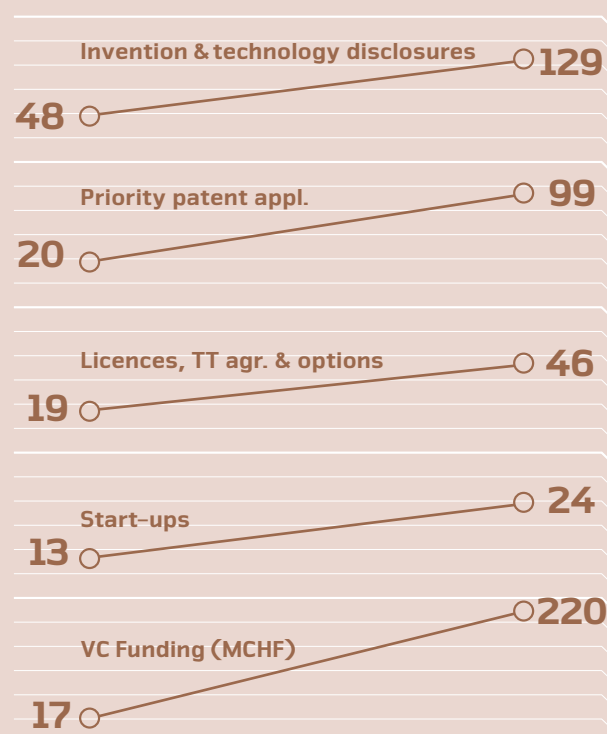 Invention & technology disclosures
129
48
Priority patent appl.
99
20
Licences, TT agr. & options
46
19
Start-ups
24
13
220
VC Funding (MCHF)
17